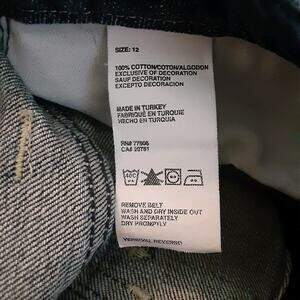 SIZE: 12
100% COTTON/COTON/ALGODON
EXCLUSIVE OF DECORATION
SAUF DECORATION
EXCEPTO DECORACION
MADE IN TURKEY
FABRIQUÉ EN TURQUIE
HECHO EN TURQUIA
RN# 77806
CA# 20781
REMOVE BELT
WASH AND DRY INSIDE OUT
WASH SEPARATELY
DRY PROMPTLY